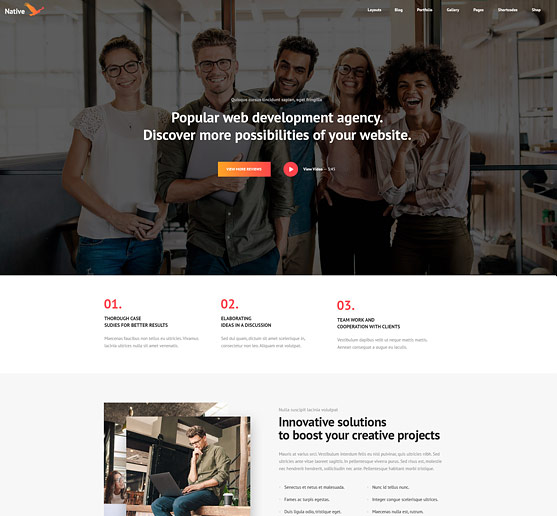 Native
Layouts Blog Portfolio Gallery Pages Shortcodes Shop
Quisque cursus tincidunt sapien, eget fringilla
Popular web development agency.
Discover more possibilities of your website.
VIEW MORE REVIEWS
View Video — 3:45
01.
THOROUGH CASE
SUDIES FOR BETTER RESULTS
Maecenas faucibus non tellus eu ultricies. Vivamus
lacinia ultrices nulla sit amet venenatis.
02.
ELABORATING
IDEAS IN A DISCUSSION
Sed dui quam, dictum sit amet scelerisque in,
consectetur non leo. Aliquam erat volutpat.
03.
TEAM WORK AND
COOPERATION WITH CLIENTS
Vestibulum dapibus velit ut neque mattis mattis.
Aenean consequat a augue eu iaculis.
Nulla suscipit lacinia volutpat
Innovative solutions
to boost your creative projects
Mauris at varius orci. Vestibulum interdum felis eu nisl pulvinar, quis ultricies nibh. Sed
ultricies ante vitae laoreet sagittis. In pellentesque viverra purus. Sed risus est, molestie
nec hendrerit hendrerit, sollicitudin nec ante. Pellentesque habitant morbi tristique.
Senectus et netus et malesuada.
Fames ac turpis egestas.
Duis ligula odio, tristique eget.
Nunc id tellus nunc.
Integer congue scelerisque ultrices.
Maecenas nulla est, rutrum.